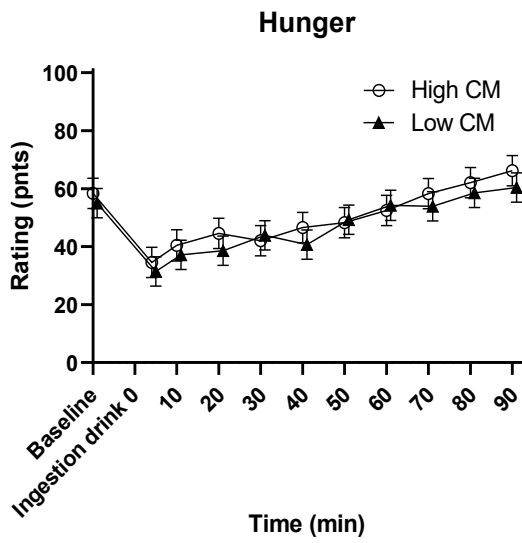 Hunger
100
80
60
40
20
0
Rating (pnts)
High CM
Low CM
Baseline
Ingestion drink 0
10
20
30
40
50
60
70
80
90
Time (min)